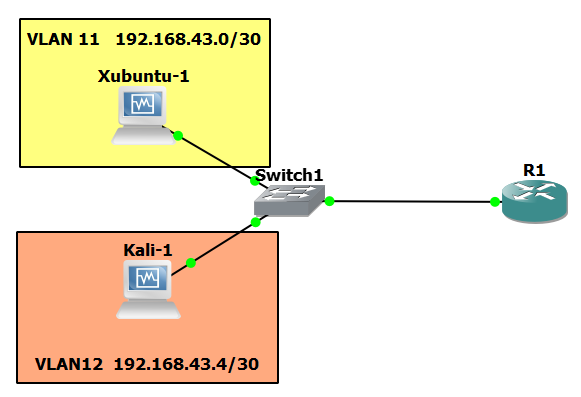 VLAN 11 192.168.43.0/30
Xubuntu-1
Switch1
R1
Kali-1
VLAN12 192.168.43.4/30